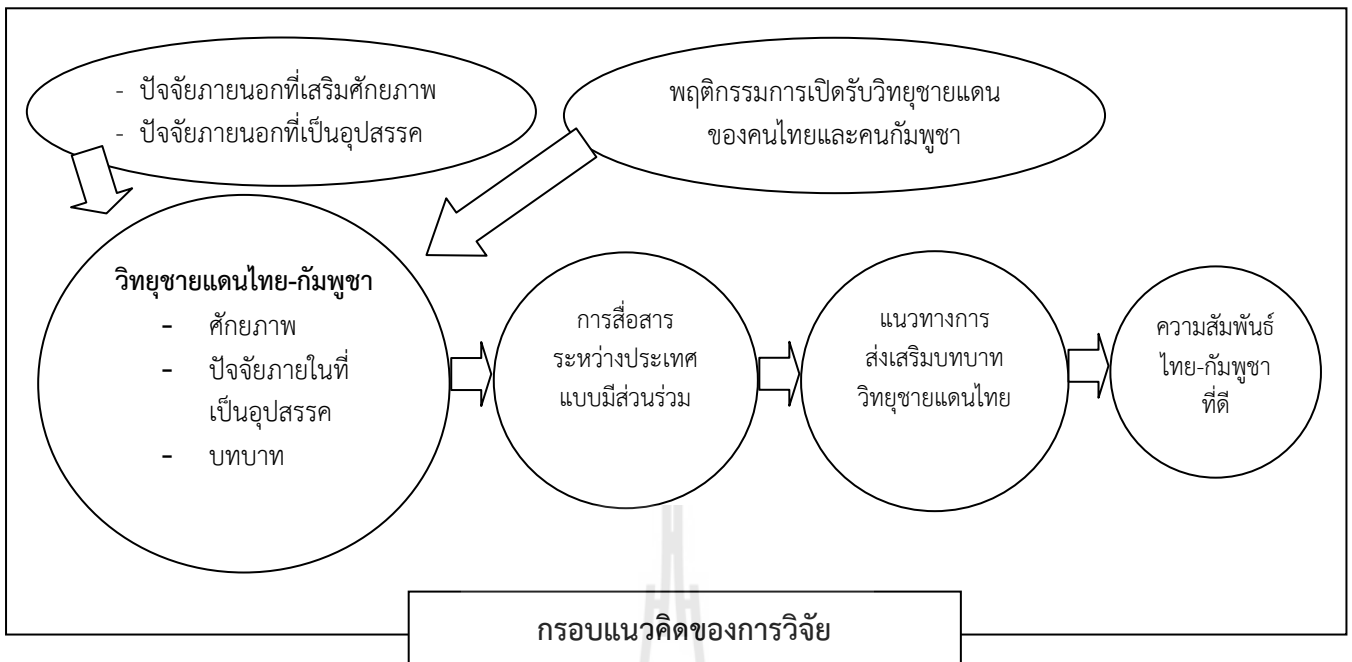 - ปัจจัยภายนอกที่เสริมศักยภาพ
- ปัจจัยภายนอกที่เป็นอุปสรรค
พฤติกรรมการเปิดรับวิทยุชายแดน
ของคนไทยและคนกัมพูชา
วิทยุชายแดนไทย-กัมพูชา
- ศักยภาพ
- ปัจจัยภายในที่
เป็นอุปสรรค
- บทบาท
การสื่อสาร
ระหว่างประเทศ
แบบมีส่วนร่วม
แนวทางการ
ส่งเสริมบทบาท
วิทยุชายแดนไทย
ความสัมพันธ์
ไทย-กัมพูชา
ที่ดี
กรอบแนวคิดของการวิจัย